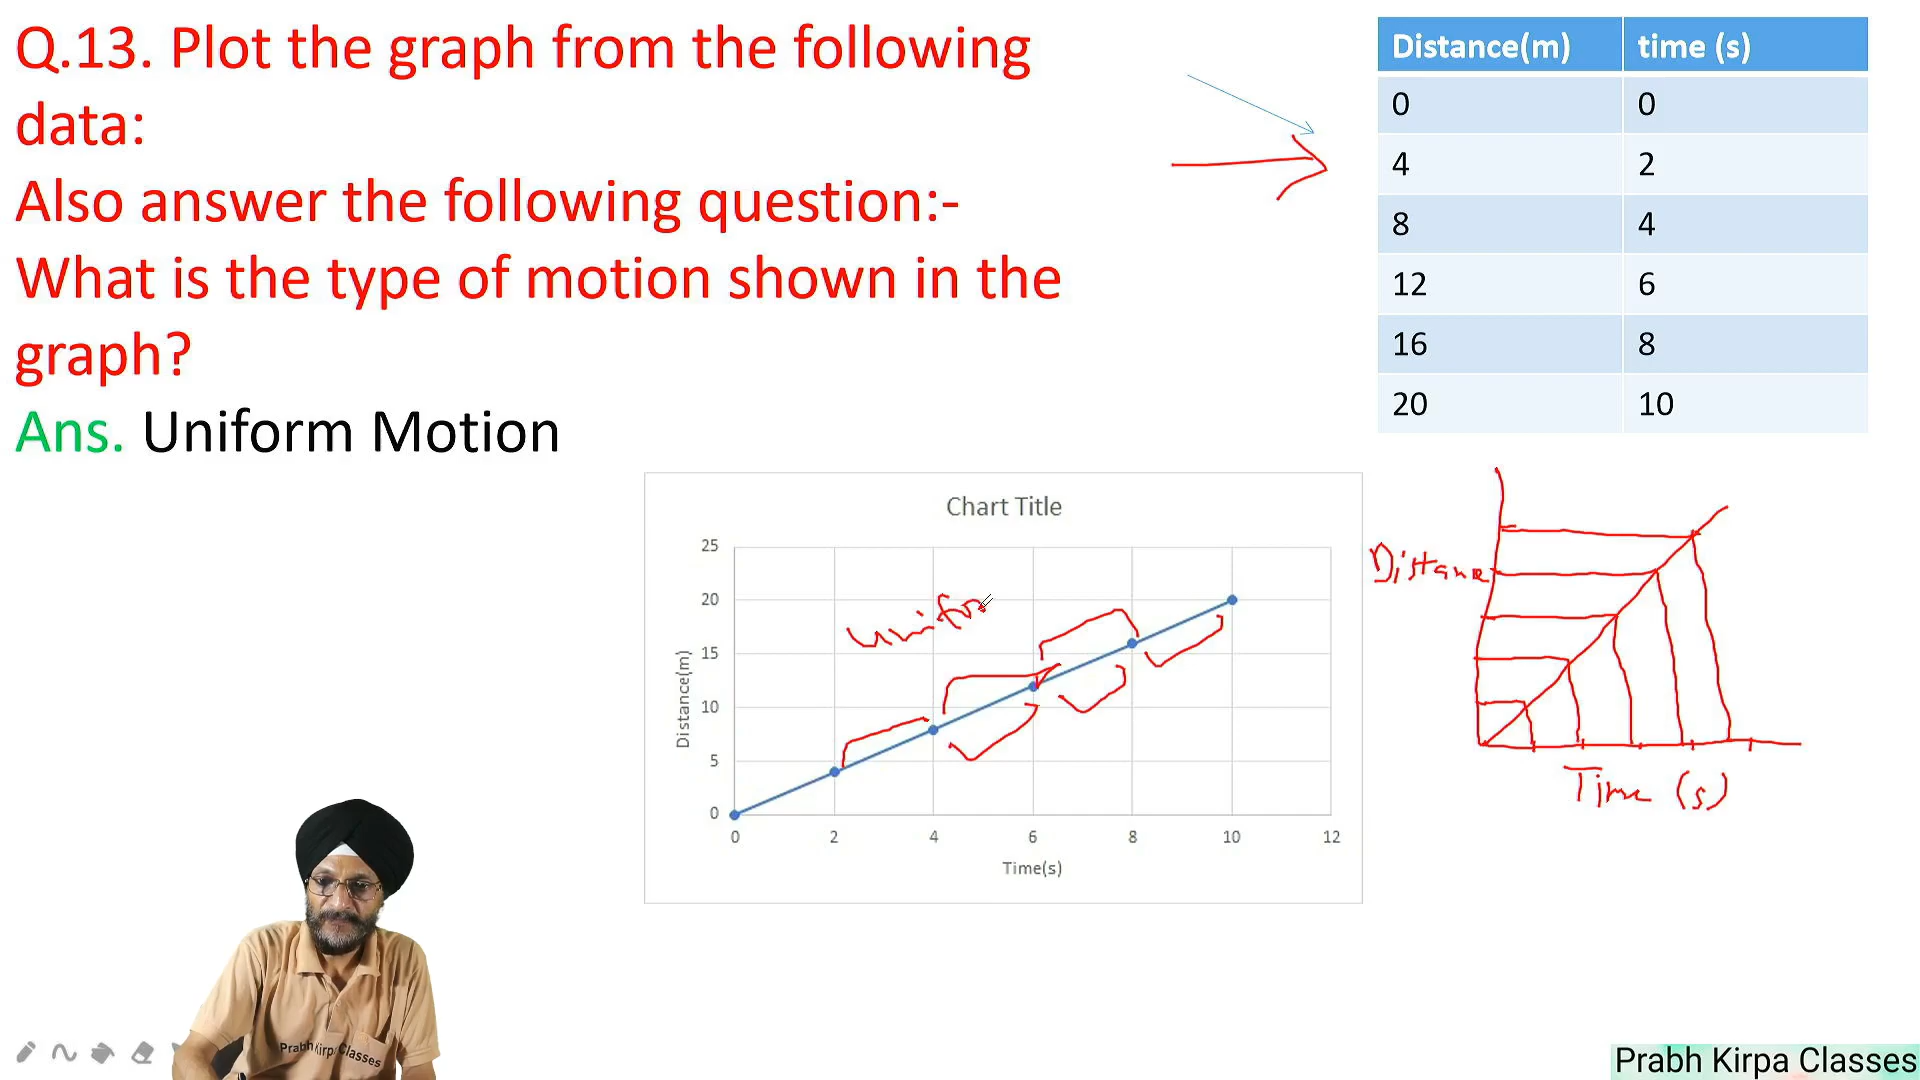 Q.13. Plot the graph from the following
data:
Also answer the following question:-
What is the type of motion shown in the
graph?
Ans. Uniform Motion
Distance(m) time (s)
0 0
4 2
8 4
12 6
16 8
20 10
Chart Title
25
20
15
10
5
0
Distance(m)
0 2 4 6 8 10 12
Time(s)
unifor
Distance
Time (s)
Prabh Kirpa Classes
Prabh Kirpa Classes